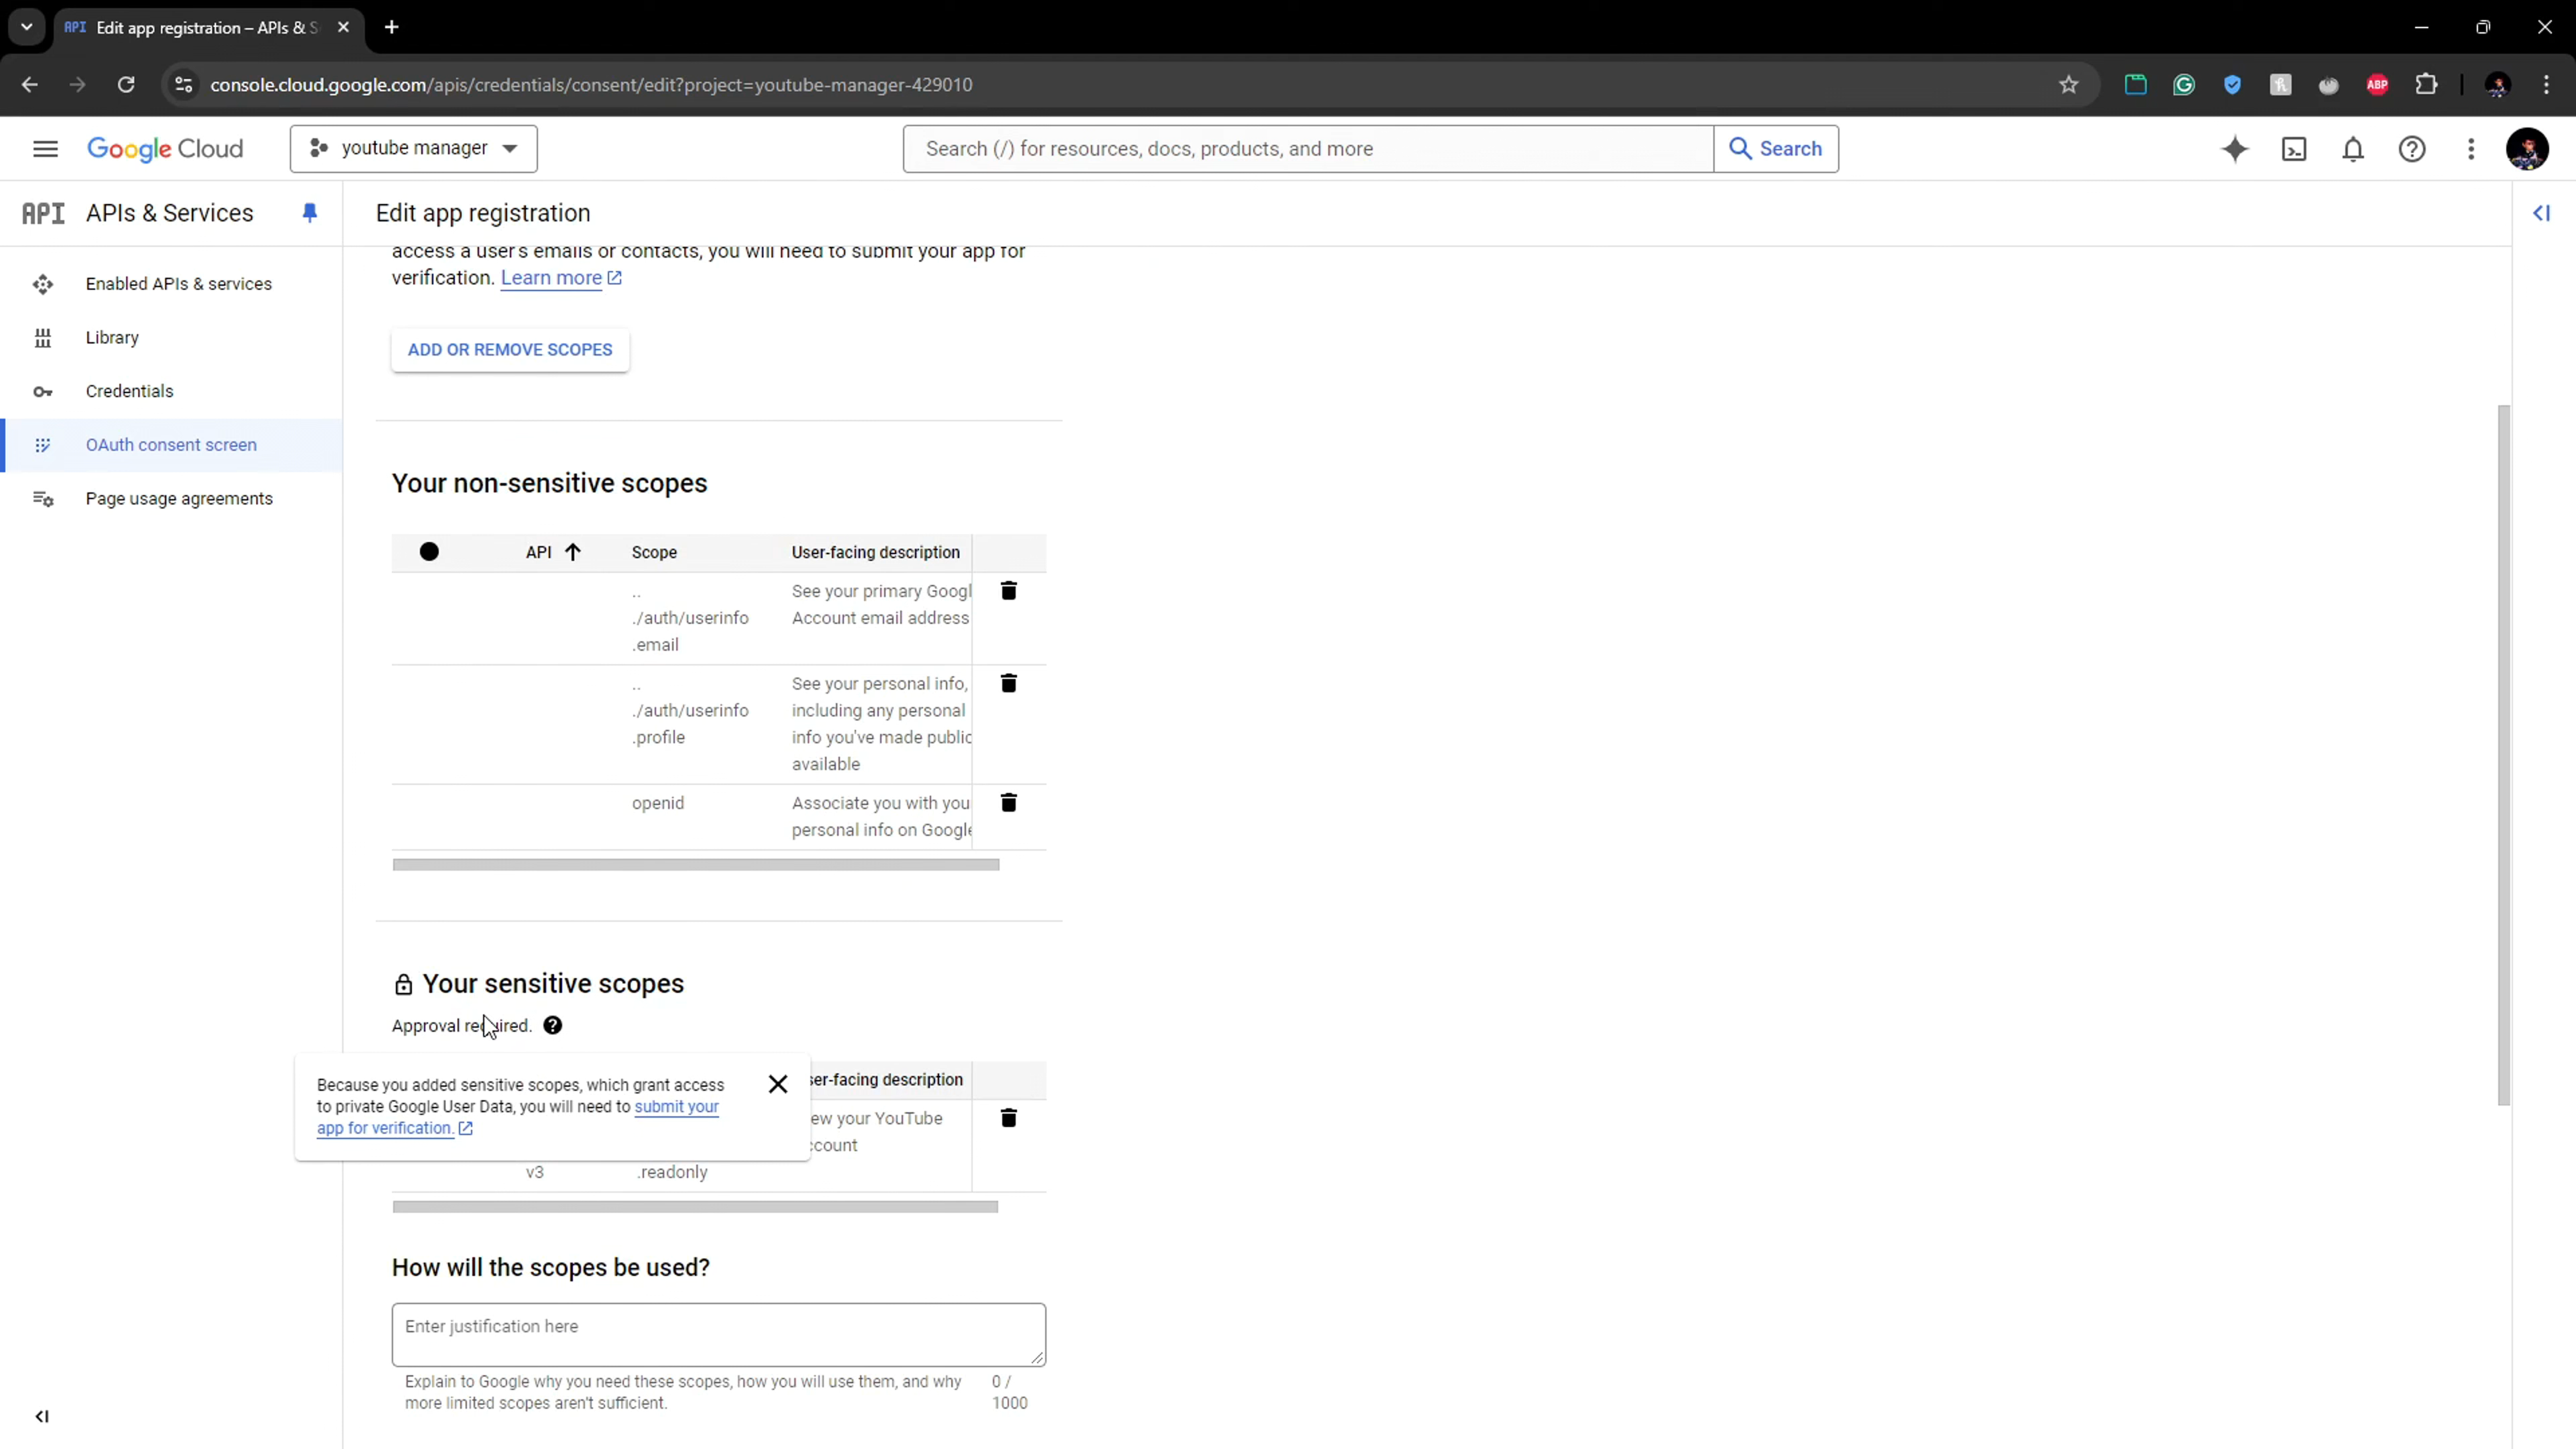 API Edit app registration – APIs & S
console.cloud.google.com/apis/credentials/consent/edit?project=youtube-manager-429010
ABP
Google Cloud
youtube manager
Search (/) for resources, docs, products, and more
Search
API APIs & Services
Edit app registration
Enabled APIs & services
Library
Credentials
OAuth consent screen
Page usage agreements
access a user's emails or contacts, you will need to submit your app for
verification. Learn more
ADD OR REMOVE SCOPES
Your non-sensitive scopes
API Scope User-facing description
.. See your primary Googl
./auth/userinfo Account email address
.email
.. See your personal info,
./auth/userinfo including any personal
.profile info you've made public
available
openid Associate you with you
personal info on Google
Your sensitive scopes
Approval required.
Because you added sensitive scopes, which grant access
to private Google User Data, you will need to submit your
app for verification.
ser-facing description
ew your YouTube
ccount
v3 .readonly
How will the scopes be used?
Enter justification here
Explain to Google why you need these scopes, how you will use them, and why
more limited scopes aren't sufficient.
0 /
1000